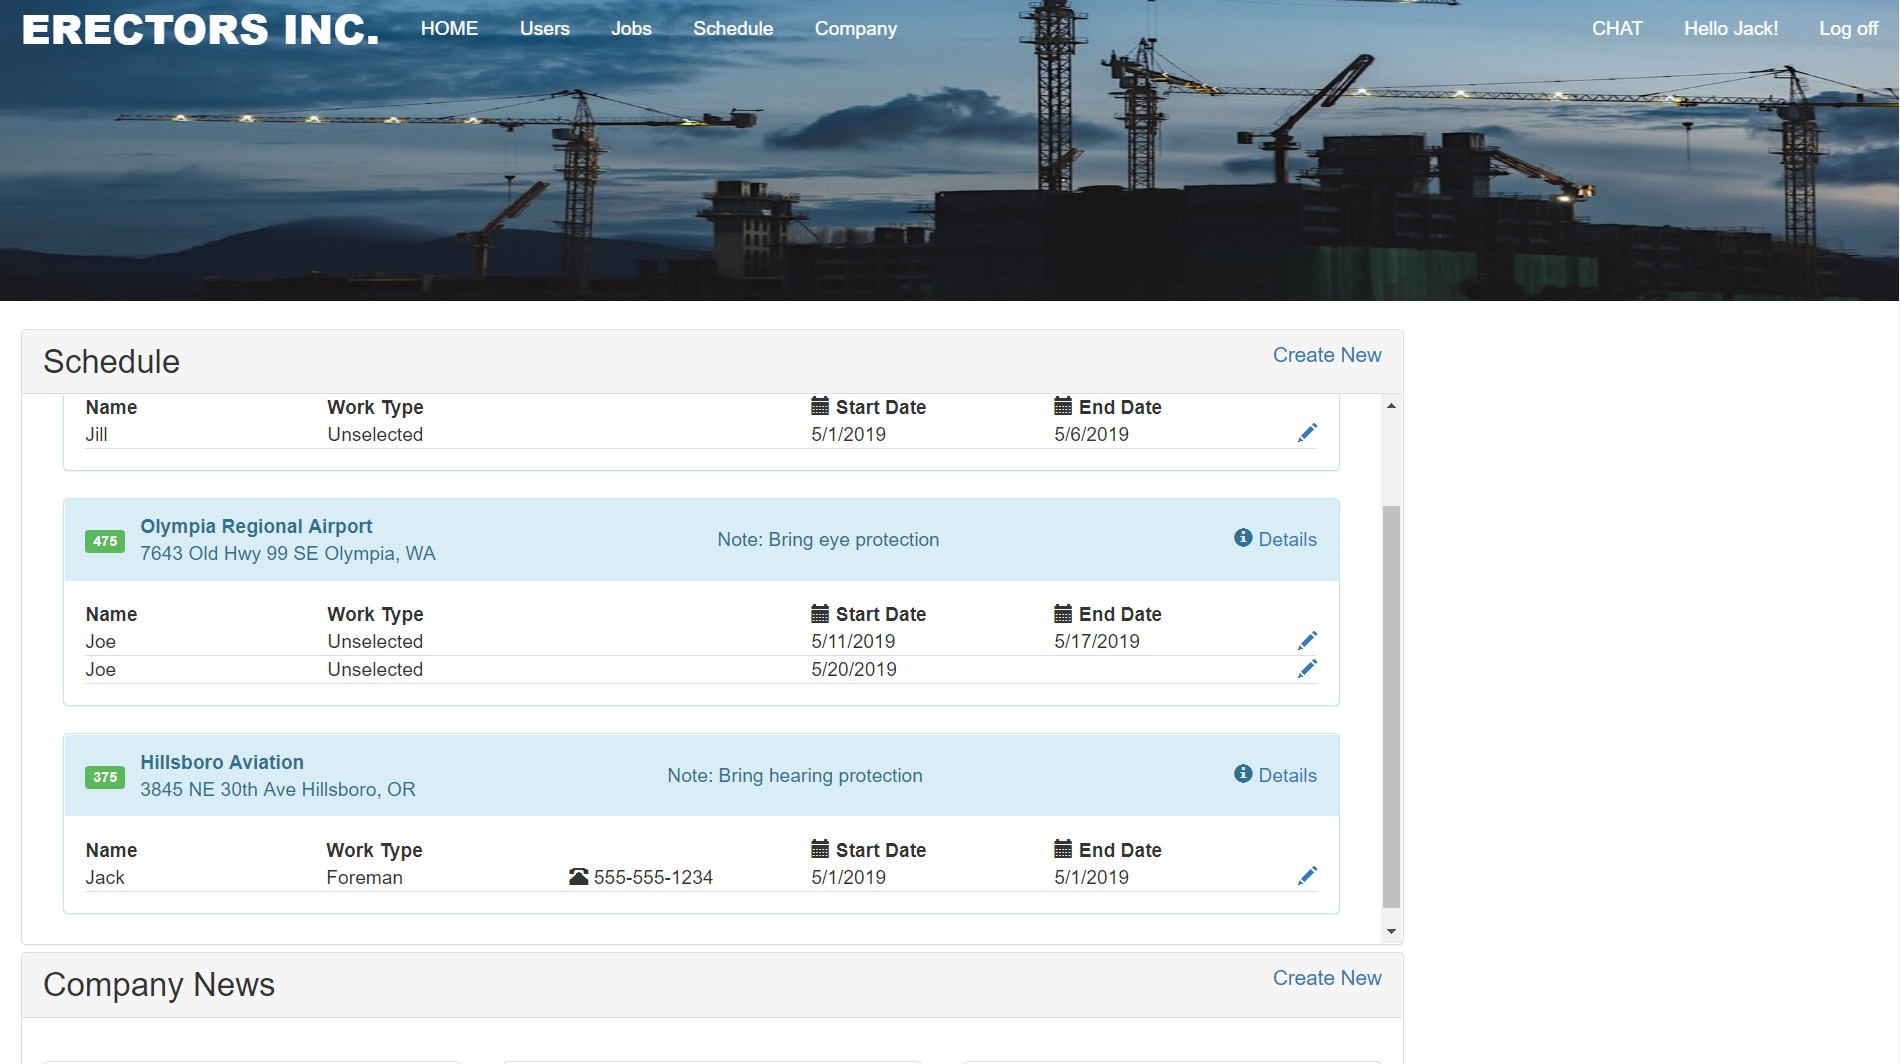 ERECTORS INC. HOME Users Jobs Schedule Company CHAT Hello Jack! Log off
Schedule Create New
Name Work Type Start Date End Date
Jill Unselected 5/1/2019 5/6/2019
475 Olympia Regional Airport
7643 Old Hwy 99 SE Olympia, WA
Note: Bring eye protection
Details
Name Work Type Start Date End Date
Joe Unselected 5/11/2019 5/17/2019
Joe Unselected 5/20/2019
375 Hillsboro Aviation
3845 NE 30th Ave Hillsboro, OR
Note: Bring hearing protection
Details
Name Work Type Start Date End Date
Jack Foreman 555-555-1234 5/1/2019 5/1/2019
Company News Create New